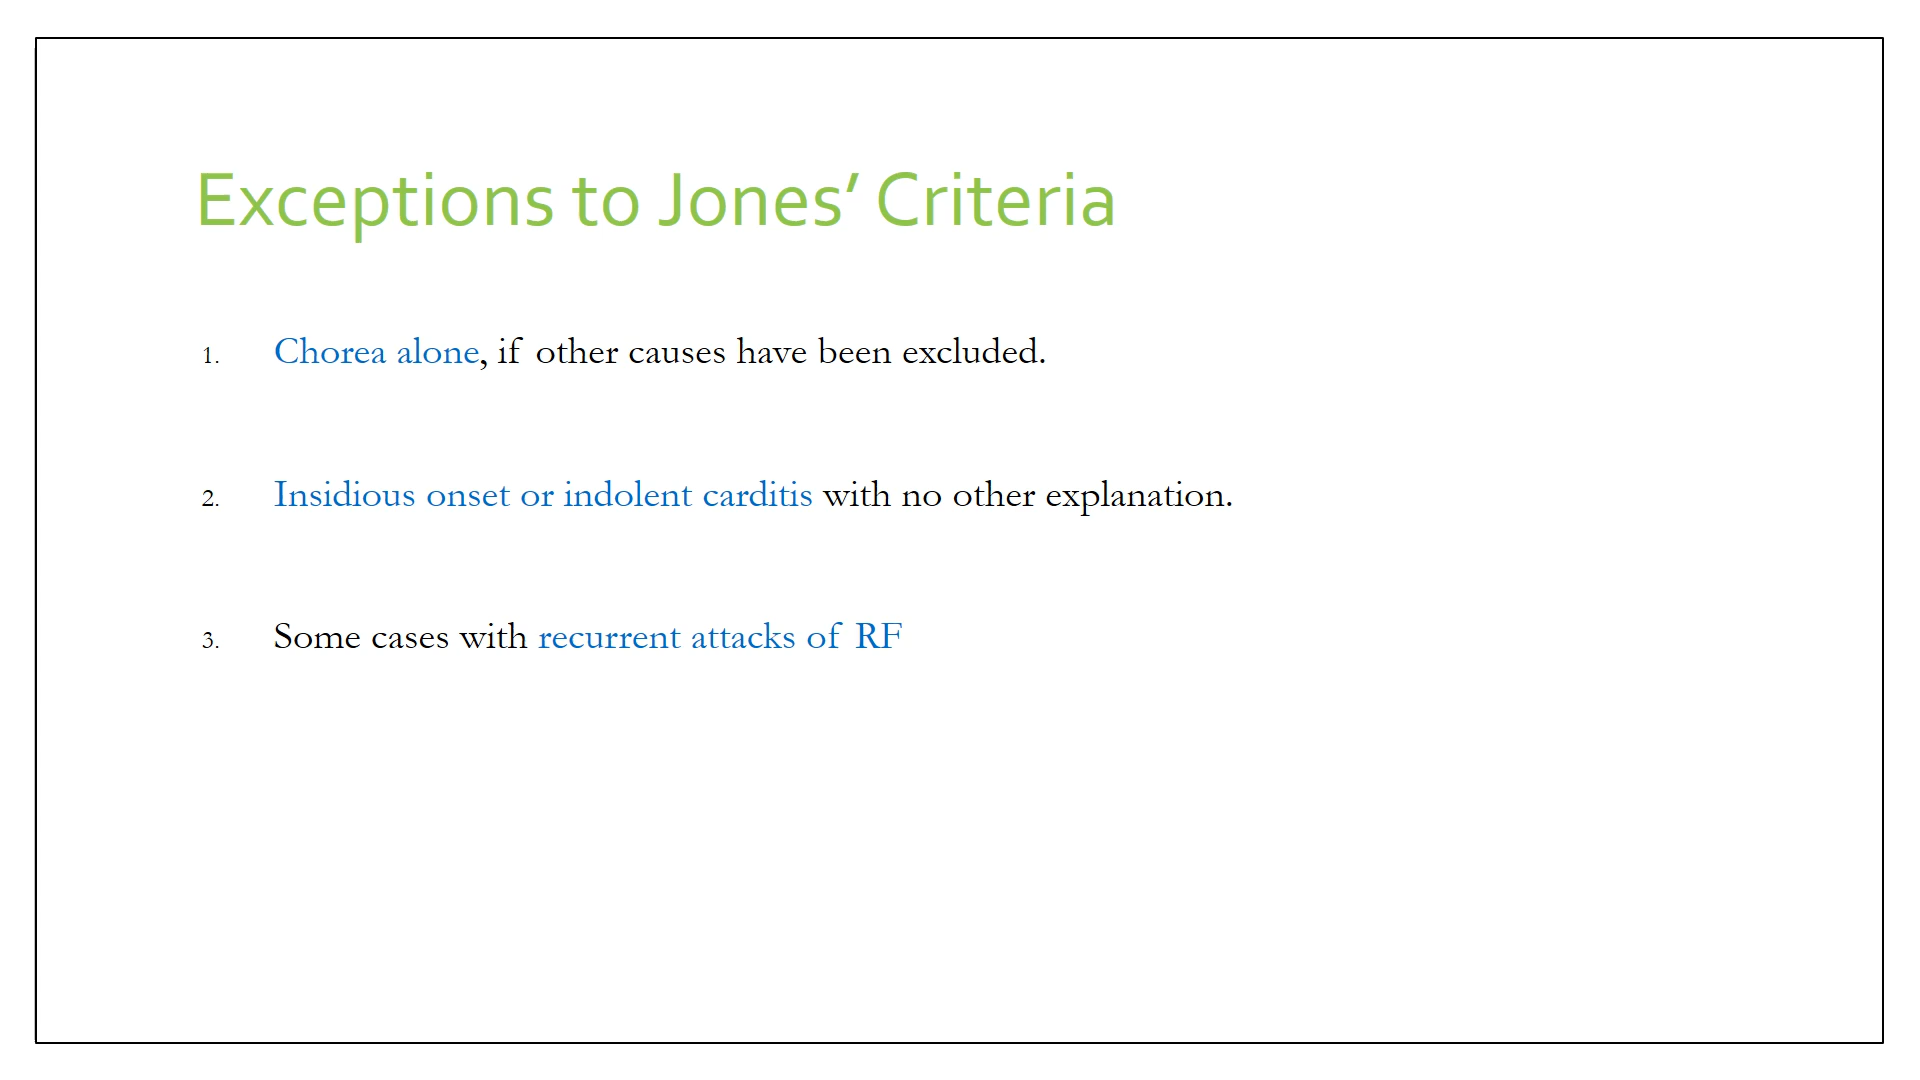 Exceptions to Jones’ Criteria
1. Chorea alone, if other causes have been excluded.
2. Insidious onset or indolent carditis with no other explanation.
3. Some cases with recurrent attacks of RF